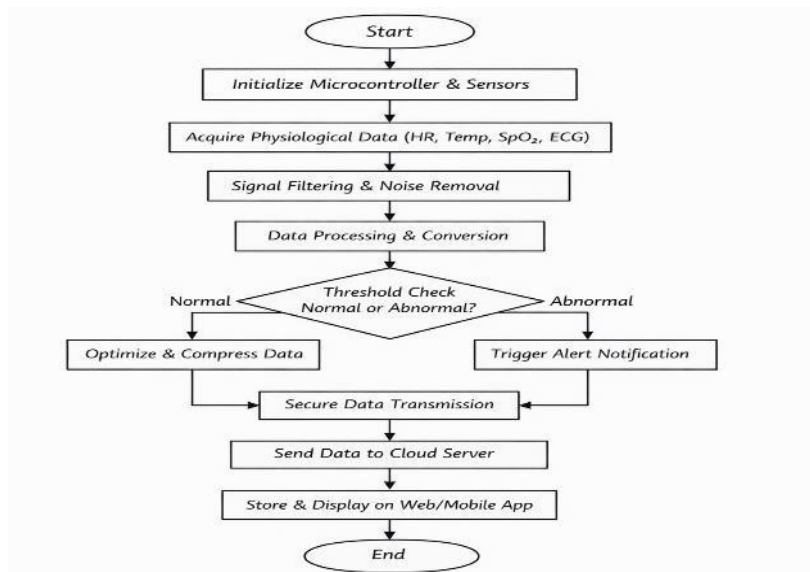 Start
Initialize Microcontroller & Sensors
Acquire Physiological Data (HR, Temp, SpO₂, ECG)
Signal Filtering & Noise Removal
Data Processing & Conversion
Threshold Check
Normal or Abnormal?
Normal
Abnormal
Optimize & Compress Data
Trigger Alert Notification
Secure Data Transmission
Send Data to Cloud Server
Store & Display on Web/Mobile App
End